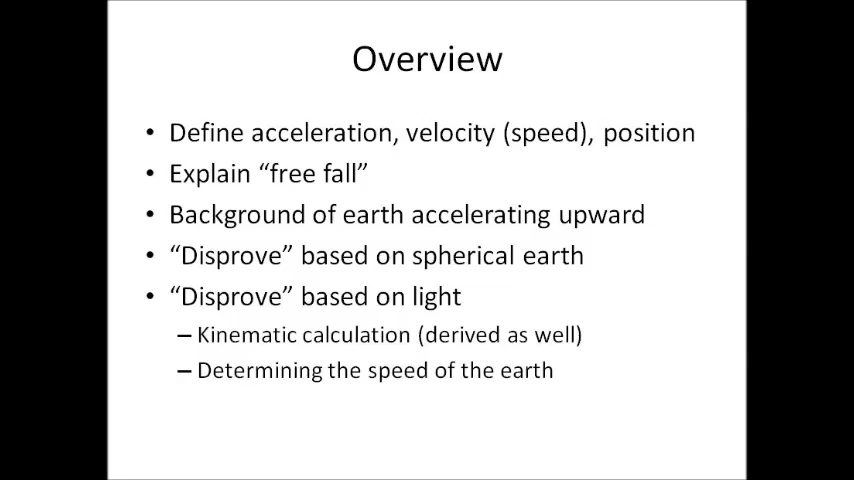 Overview
• Define acceleration, velocity (speed), position
• Explain “free fall”
• Background of earth accelerating upward
• “Disprove” based on spherical earth
• “Disprove” based on light
– Kinematic calculation (derived as well)
– Determining the speed of the earth